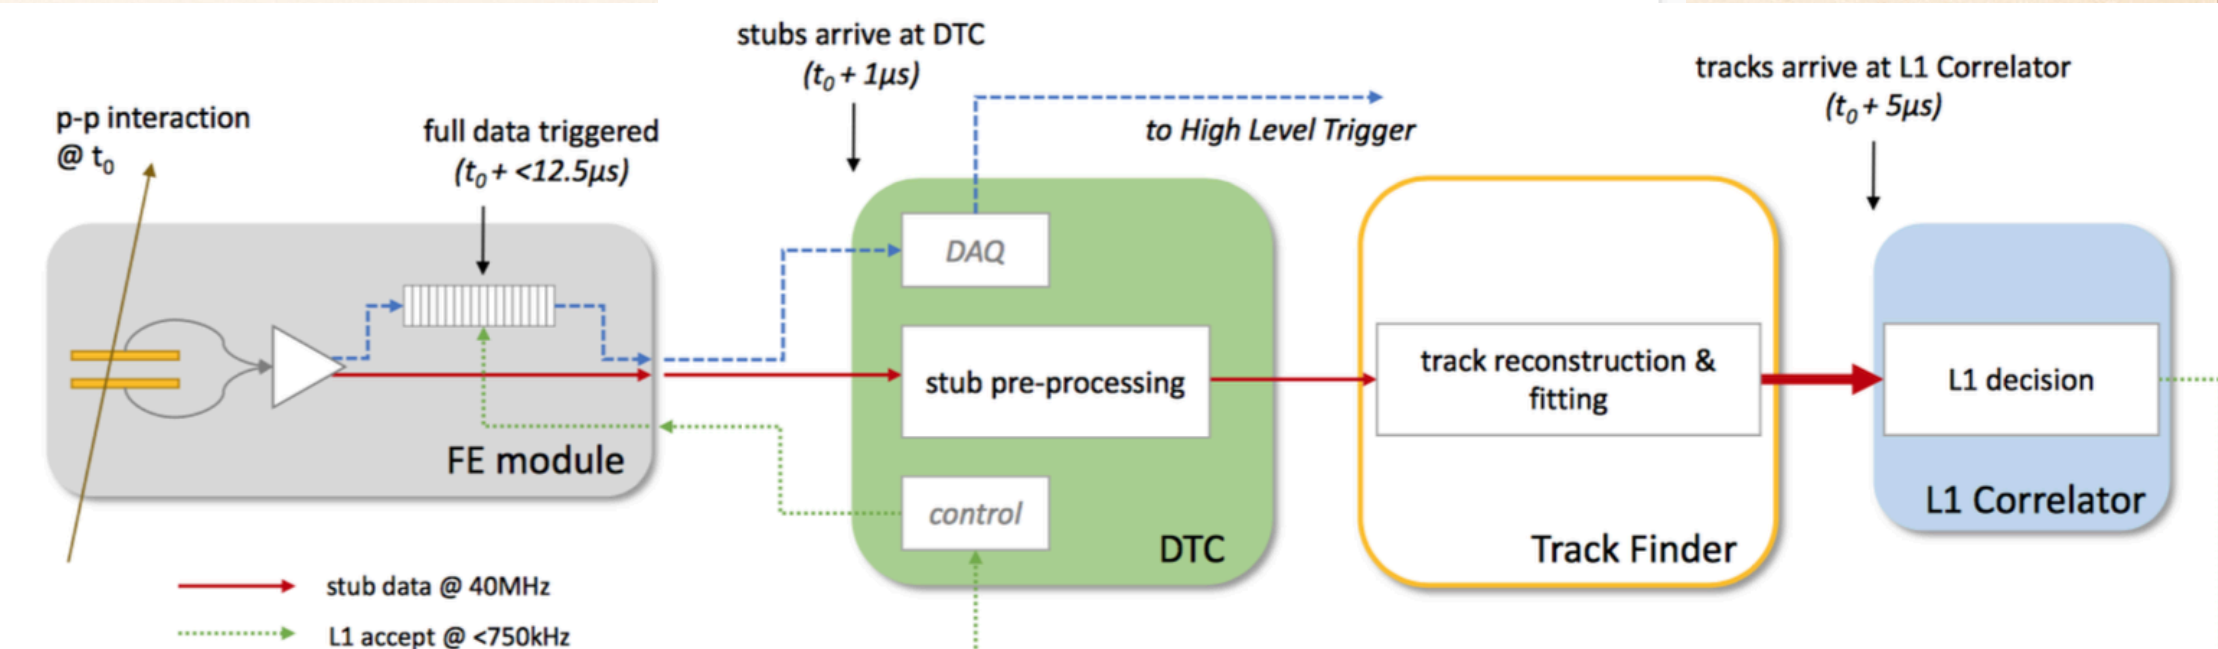 stubs arrive at DTC
(t₀ + 1μs)
tracks arrive at L1 Correlator
(t₀ + 5μs)
p-p interaction
@ t₀
full data triggered
(t₀ + <12.5μs)
to High Level Trigger
DAQ
stub pre-processing
track reconstruction &
fitting
L1 decision
FE module
control
DTC
Track Finder
L1 Correlator
stub data @ 40MHz
L1 accept @ <750kHz